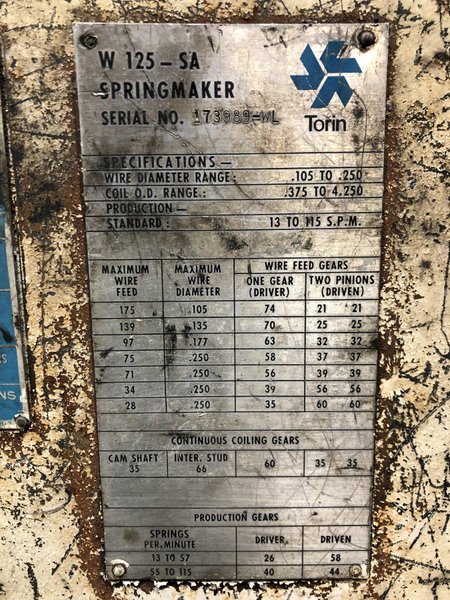 W 125-SA
SPRINGMAKER
SERIAL NO. 173989-WL
Torin
SPECIFICATIONS —
WIRE DIAMETER RANGE: .105 TO .250
COIL O.D. RANGE: .375 TO 4.250
PRODUCTION —
STANDARD: 13 TO 115 S.P.M.
MAXIMUM WIRE FEED MAXIMUM WIRE DIAMETER WIRE FEED GEARS
ONE GEAR (DRIVER) TWO PINIONS (DRIVEN)
175 .105 74 21 21
139 .135 70 25 25
97 .177 63 32 32
75 .250 58 37 37
71 .250 56 39 39
34 .250 39 56 56
28 .250 35 60 60
CONTINUOUS COILING GEARS
CAM SHAFT 35 INTER. STUD 66 60 35 35
PRODUCTION GEARS
SPRINGS PER MINUTE DRIVER DRIVEN
13 TO 57 26 58
55 TO 115 40 44
NS